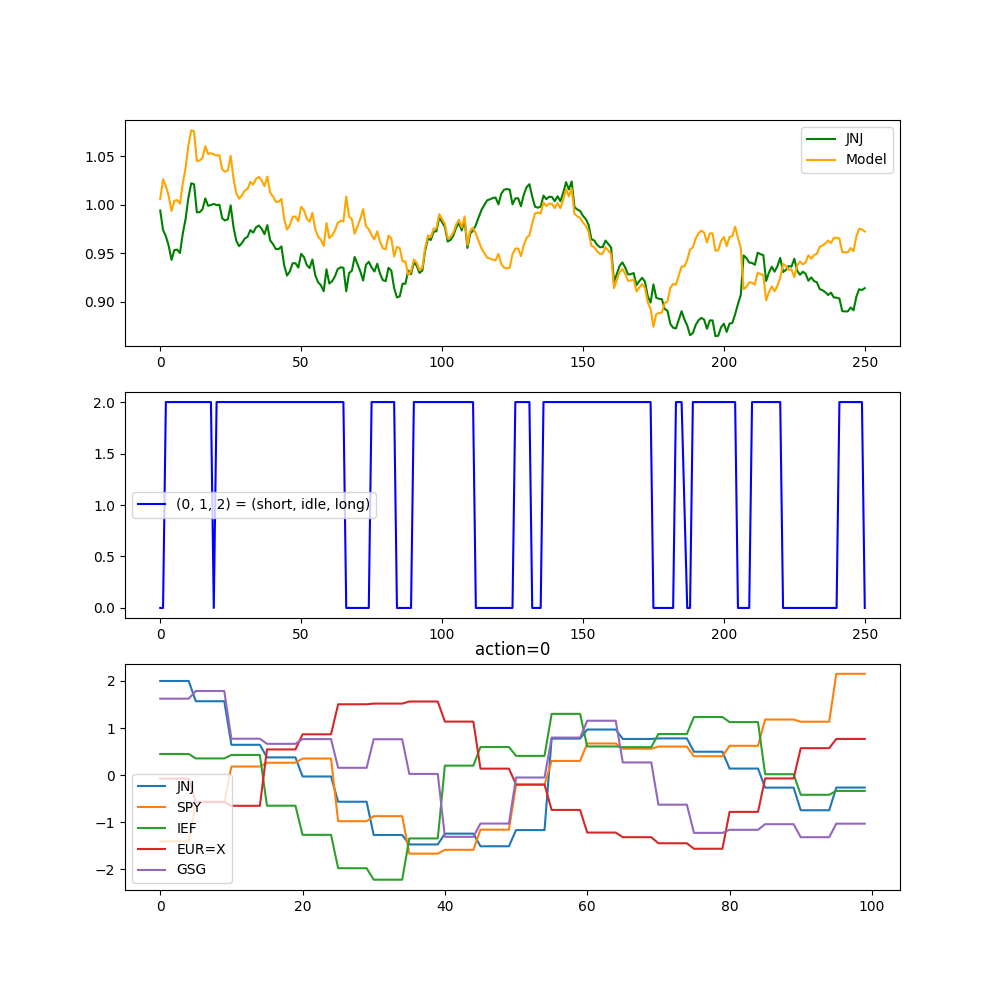 JNJ
Model
1.05
1.00
0.95
0.90
0 50 100 150 200 250
2.0
1.5
1.0
0.5
0.0
(0, 1, 2) = (short, idle, long)
0 50 100 150 200 250
action=0
2
1
0
−1
−2
JNJ
SPY
IEF
EUR=X
GSG
0 20 40 60 80 100